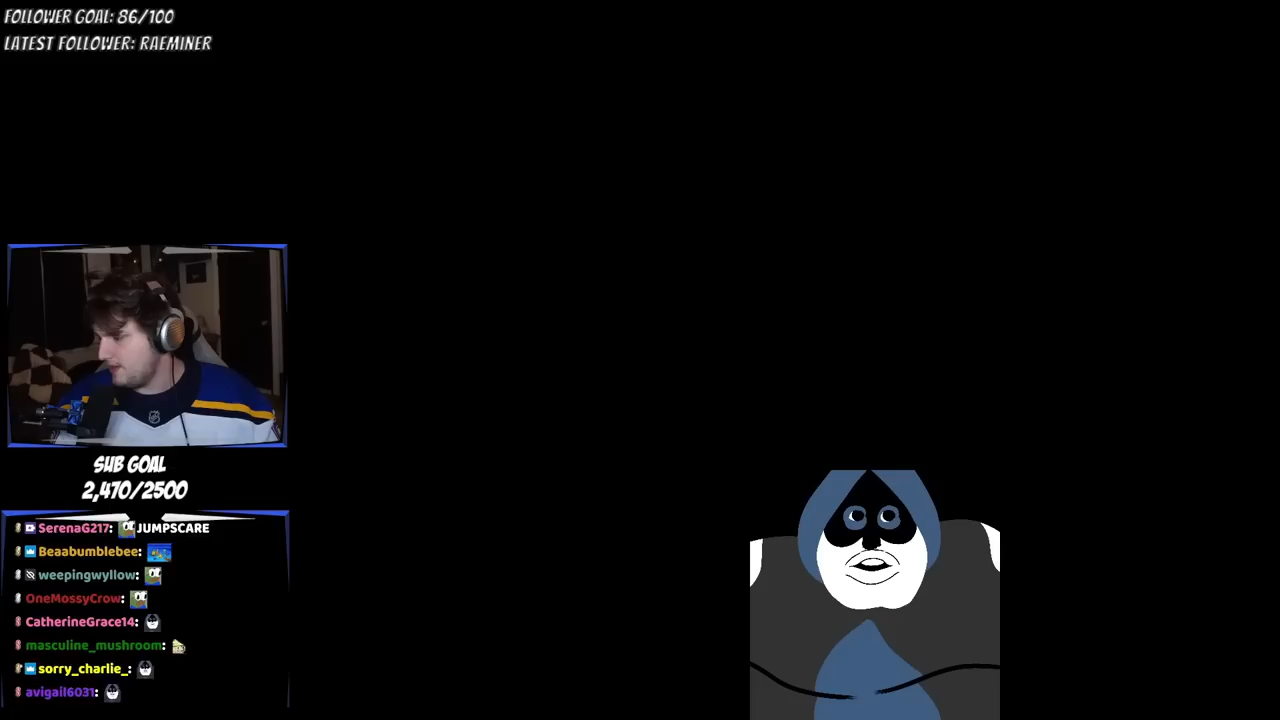 FOLLOWER GOAL: 86/100
LATEST FOLLOWER: RAEMINER
SUB GOAL
2,470/2500
SerenaG217: JUMPSCARE
Beaabumblebee:
weepingwyllow:
OneMossyCrow:
CatherineGrace14:
masculine_mushroom:
sorry_charlie_:
avigail6031: